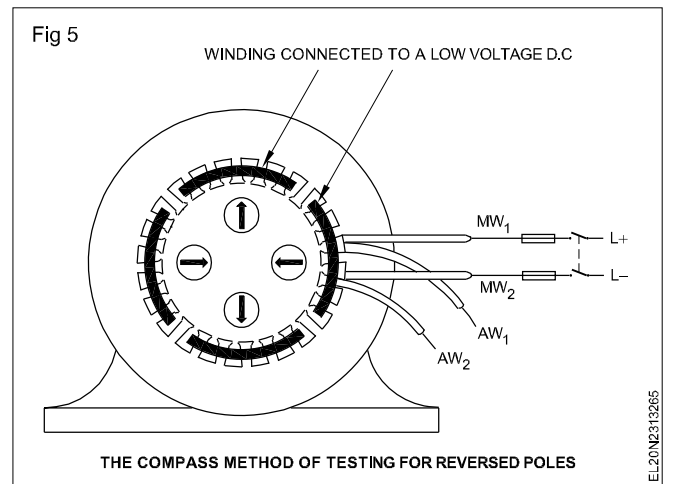 Fig 5
WINDING CONNECTED TO A LOW VOLTAGE D.C
MW1
L+
MW2
L–
AW1
AW2
THE COMPASS METHOD OF TESTING FOR REVERSED POLES
EL20N2313265